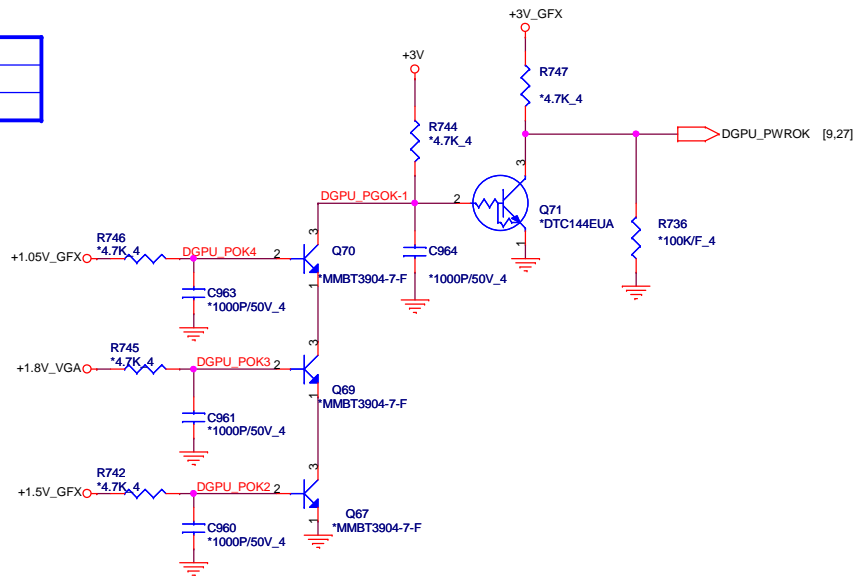 +3V_GFX
+3V
R747
*4.7K_4
R744
*4.7K_4
DGPU_PWROK [9,27]
3
DGPU_PGOK-1
2
Q71
*DTC144EUA
1
R736
*100K/F_4
R746
*4.7K_4
+1.05V_GFX
DGPU_POK4
2
3
Q70
*MMBT3904-7-F
1
C964
*1000P/50V_4
C963
*1000P/50V_4
R745
*4.7K_4
+1.8V_VGA
DGPU_POK3
2
3
Q69
*MMBT3904-7-F
1
C961
*1000P/50V_4
R742
*4.7K_4
+1.5V_GFX
DGPU_POK2
2
3
Q67
*MMBT3904-7-F
1
C960
*1000P/50V_4